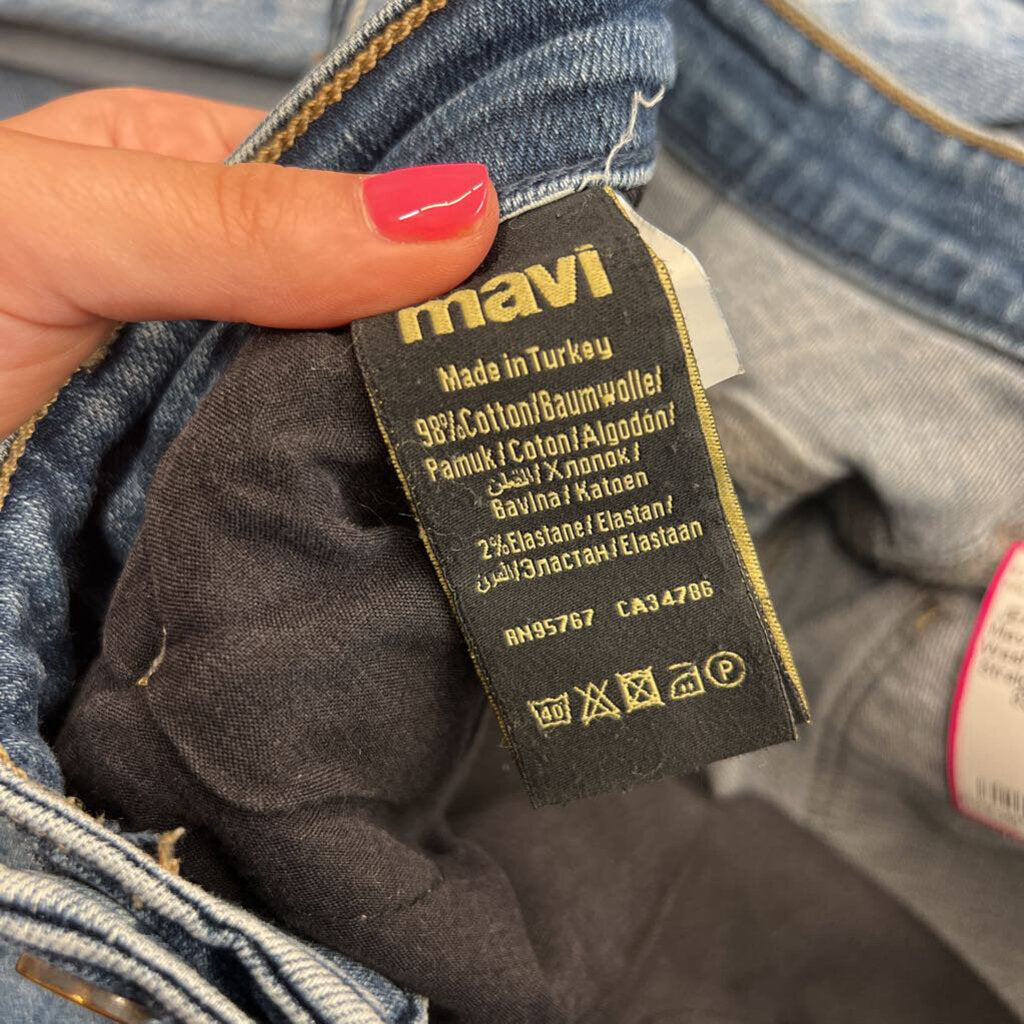 mavi
Made in Turkey
98%Cotton/Baumwolle/
Pamuk/Coton/Algodón/
القطن/Хлопок/
Bavlna/Katoen
2%Elastane/Elastan/
/Эластан/Elastaan
RN95767 CA34786
40 P